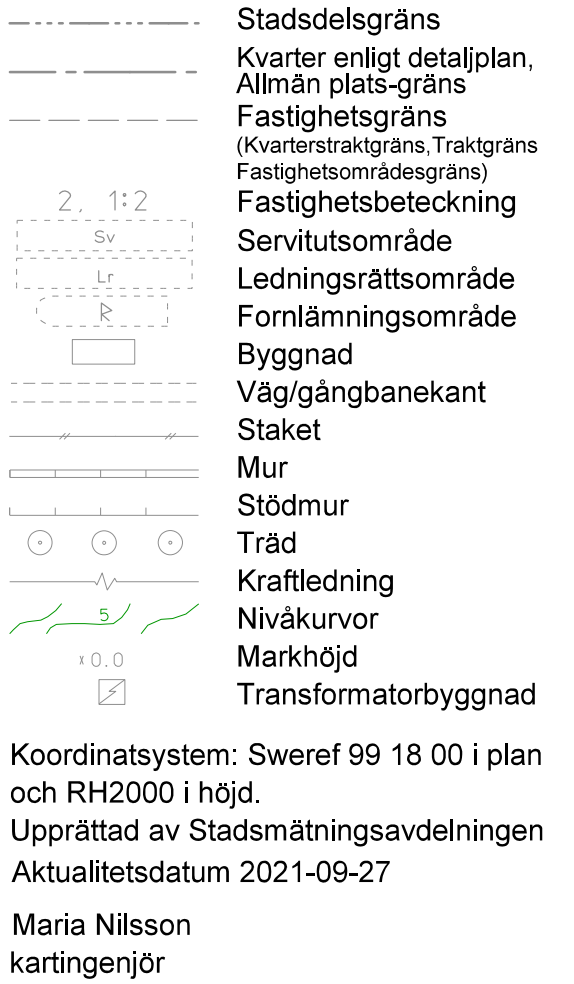 Stadsdelsgräns
Kvarter enligt detaljplan,
Allmän plats-gräns
Fastighetsgräns
(Kvarterstraktgräns,Traktgräns
Fastighetsområdesgräns)
2, 1:2 Fastighetsbeteckning
Sv Servitutsområde
Lr Ledningsrättsområde
R Fornlämningsområde
Byggnad
Väg/gångbanekant
Staket
Mur
Stödmur
Träd
Kraftledning
5 Nivåkurvor
x 0.0 Markhöjd
Transformatorbyggnad
Koordinatsystem: Sweref 99 18 00 i plan
och RH2000 i höjd.
Upprättad av Stadsmätningsavdelningen
Aktualitetsdatum 2021-09-27
Maria Nilsson
kartingenjör